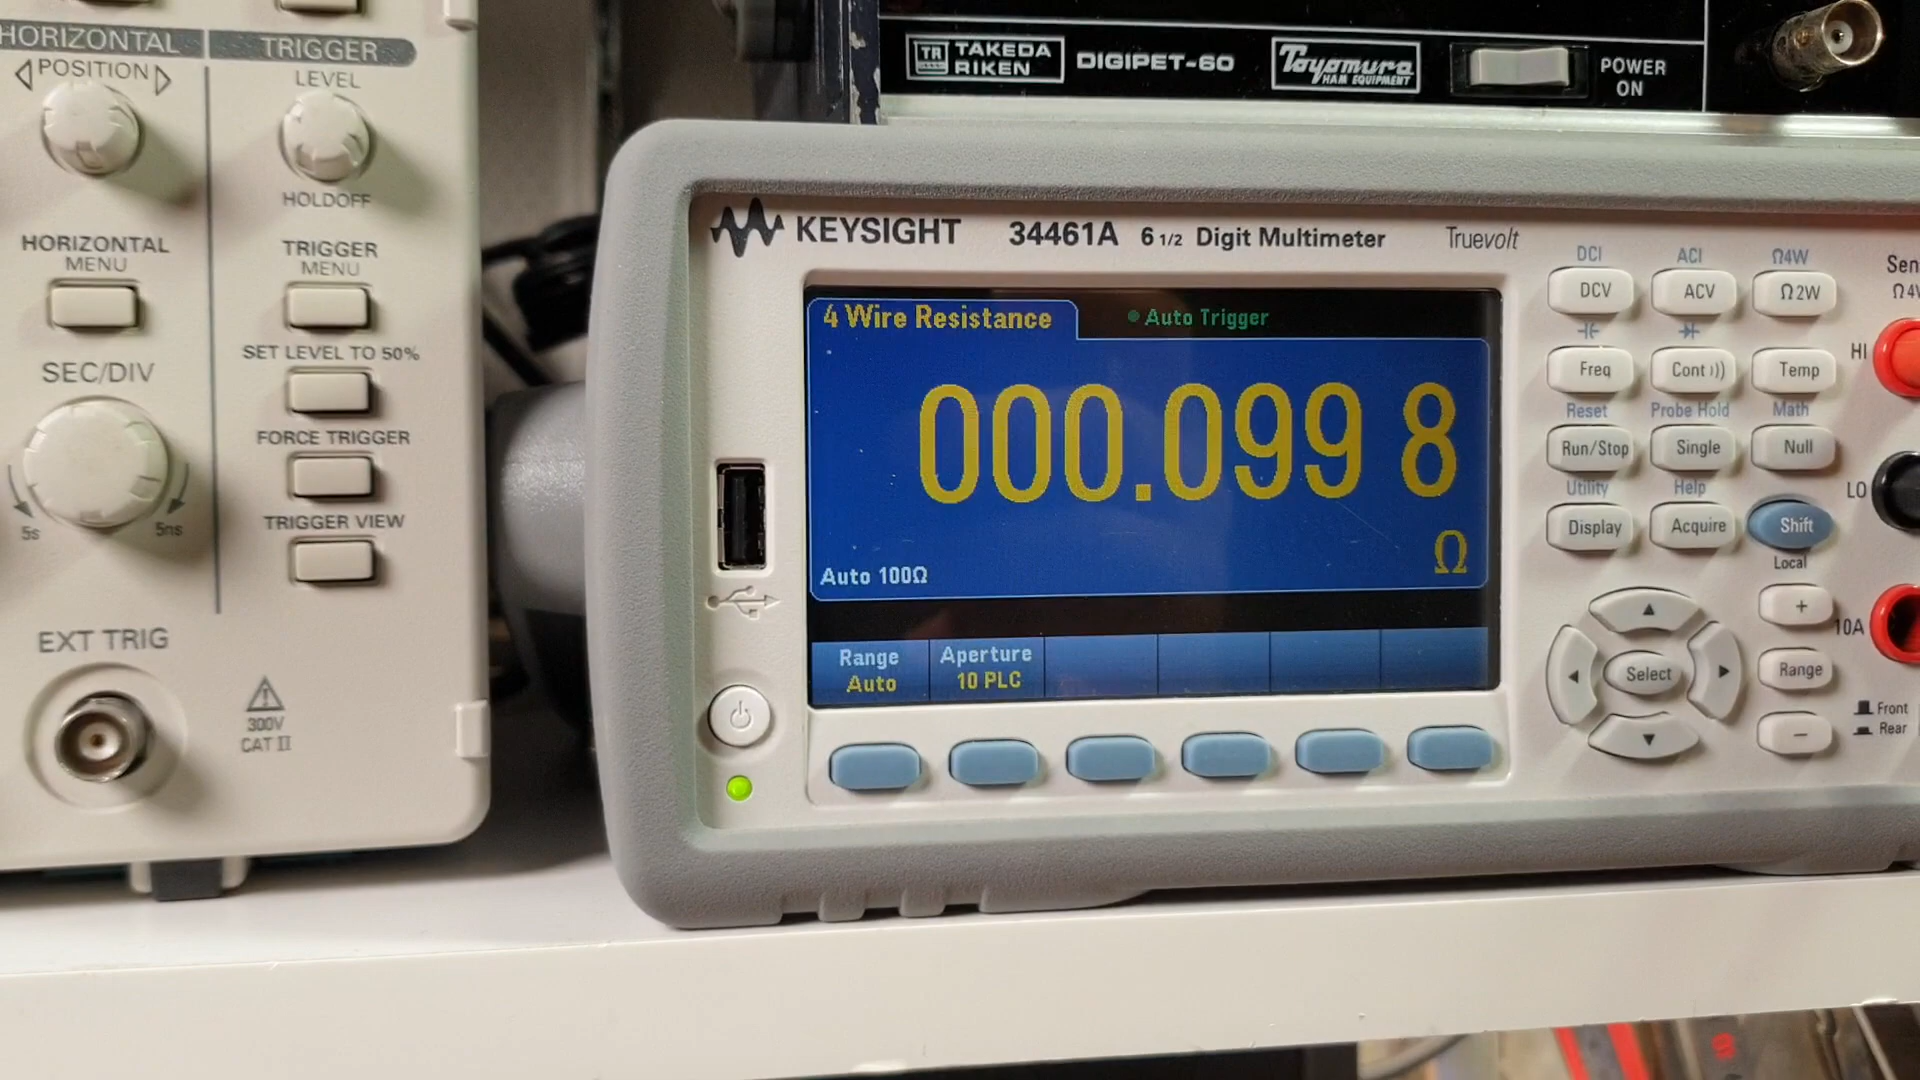 HORIZONTAL
TRIGGER
POSITION
LEVEL
HOLDOFF
HORIZONTAL
MENU
TRIGGER
MENU
SET LEVEL TO 50%
SEC/DIV
FORCE TRIGGER
5s
5ns
TRIGGER VIEW
EXT TRIG
300V
CAT II
TR
TAKEDA
RIKEN
DIGIPET-60
Toyomura
HAM EQUIPMENT
POWER
ON
KEYSIGHT
34461A
6 1/2 Digit Multimeter
Truevolt
4 Wire Resistance
Auto Trigger
000.099 8
Ω
Auto 100Ω
Range
Auto
Aperture
10 PLC
DCI
ACI
Ω4W
DCV
ACV
Ω2W
Freq
Cont
Temp
Reset
Probe Hold
Math
Run/Stop
Single
Null
Utility
Help
Display
Acquire
Shift
Local
+
Select
Range
−
HI
LO
10A
Front
Rear